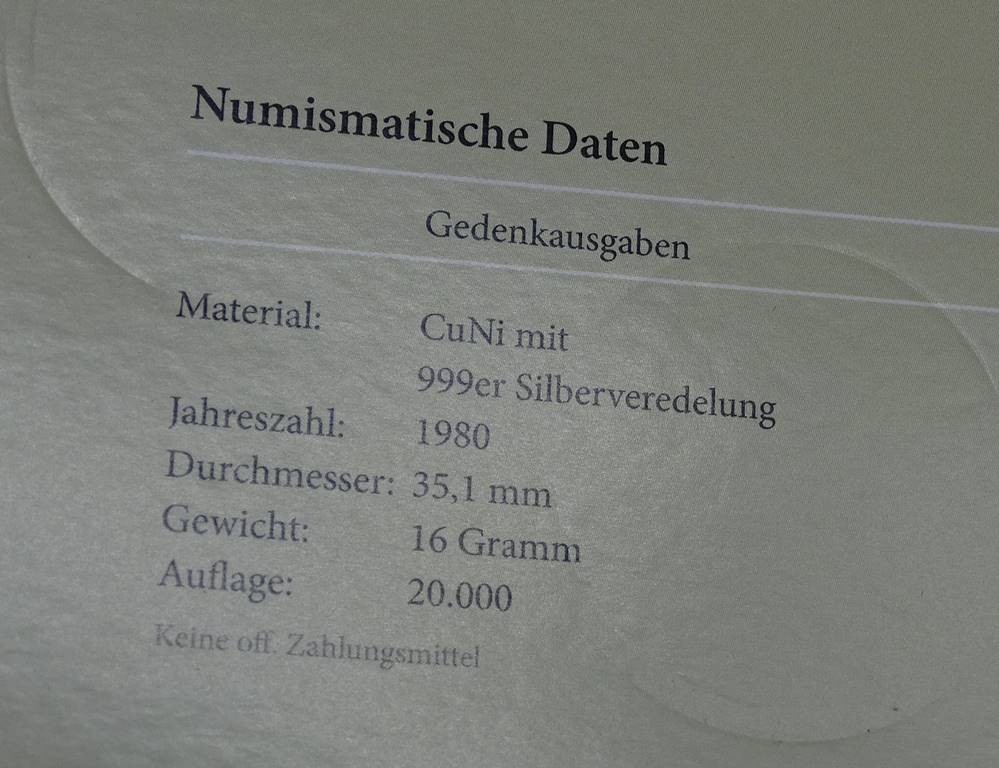 Numismatische Daten
Gedenkausgaben
Material: CuNi mit
999er Silberveredelung
Jahreszahl: 1980
Durchmesser: 35,1 mm
Gewicht: 16 Gramm
Auflage: 20.000
Keine off. Zahlungsmittel